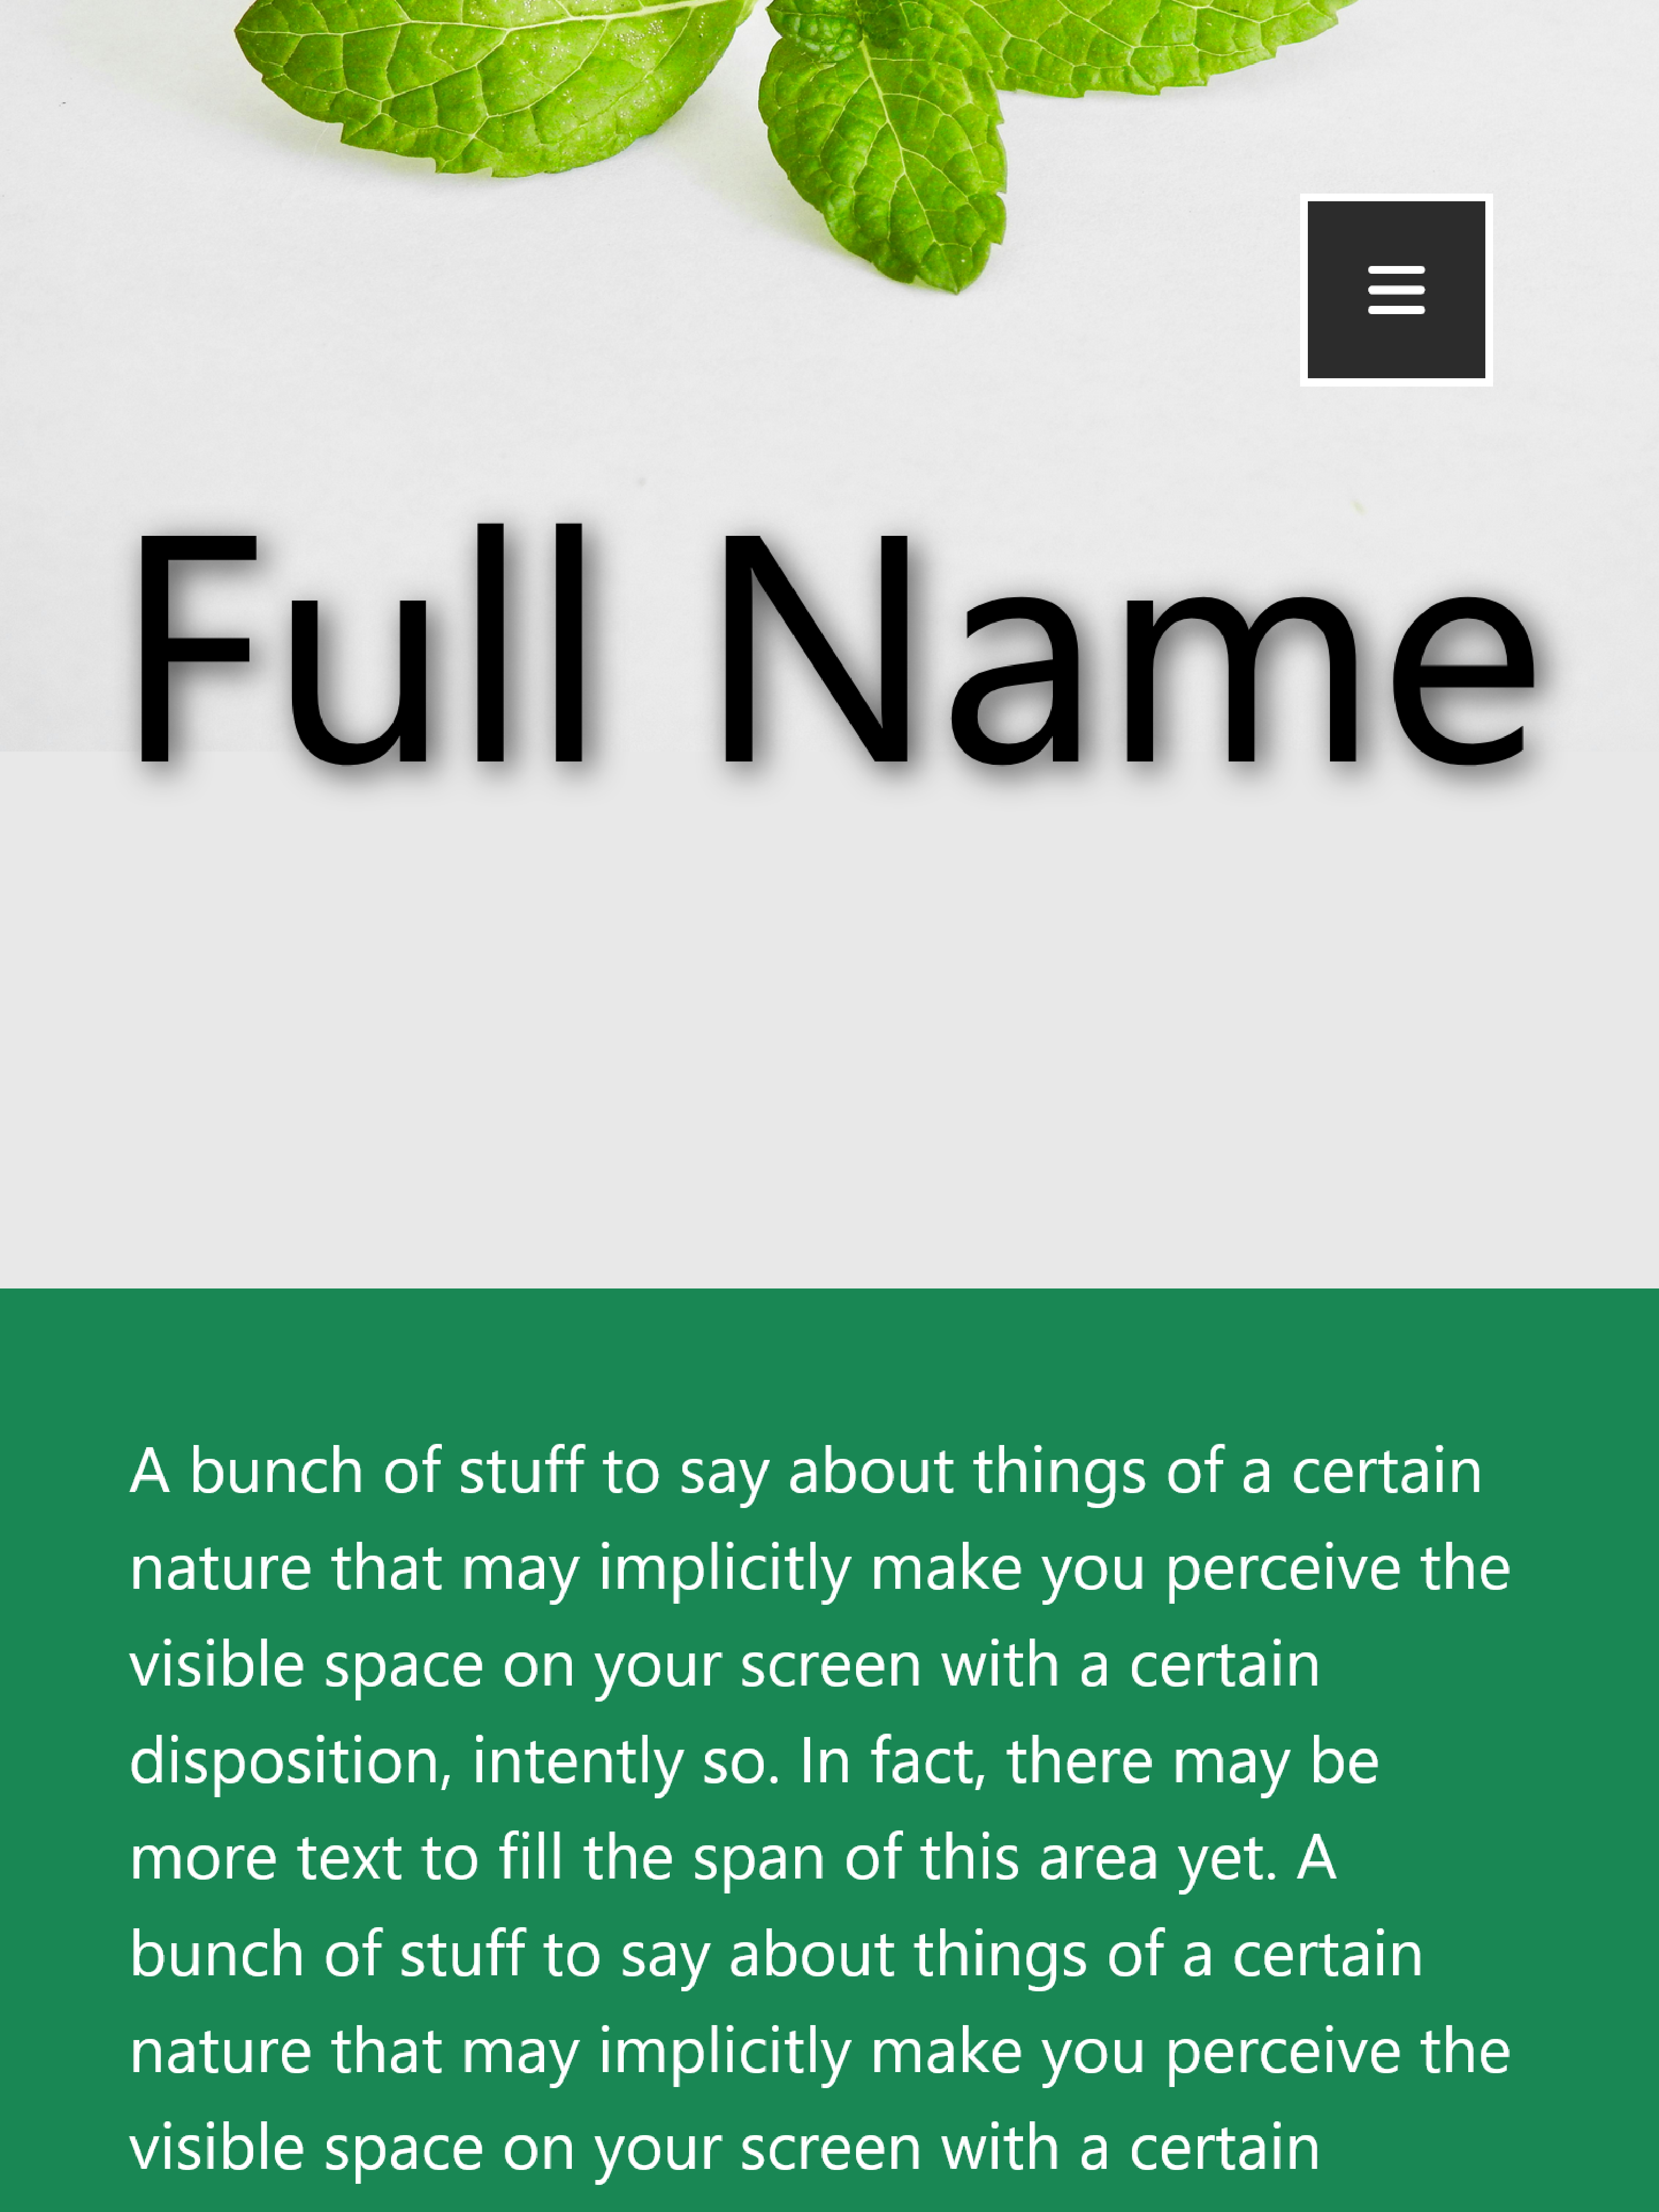 Full Name
A bunch of stuff to say about things of a certain
nature that may implicitly make you perceive the
visible space on your screen with a certain
disposition, intently so. In fact, there may be
more text to fill the span of this area yet. A
bunch of stuff to say about things of a certain
nature that may implicitly make you perceive the
visible space on your screen with a certain